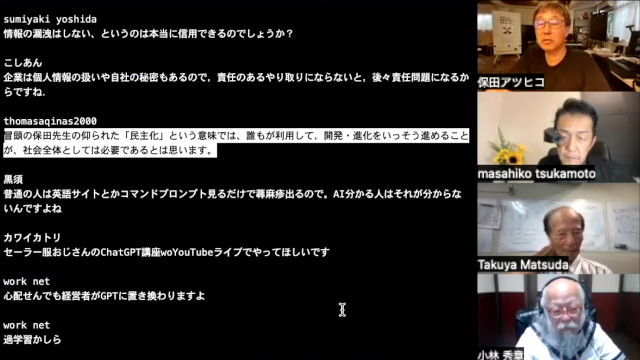 sumiyaki yoshida
情報の漏洩はしない、というのは本当に信用できるのでしょうか？
こしあん
企業は個人情報の扱いや自社の秘密もあるので，責任のあるやり取りにならないと，後々責任問題になるか
らですね．
thomasaqinas2000
冒頭の保田先生の仰られた「民主化」という意味では、誰もが利用して、開発・進化をいっそう進めること
が、社会全体としては必要であるとは思います。
黒須
普通の人は英語サイトとかコマンドプロンプト見るだけで蕁麻疹出るので。AI分かる人はそれが分からな
いんですよね
カワイカトリ
セーラー服おじさんのChatGPT講座woYouTubeライブでやってほしいです
work net
心配せんでも経営者がGPTに置き換わりますよ
work net
過学習かしら
保田アツヒコ
masahiko tsukamoto
Takuya Matsuda
小林 秀章